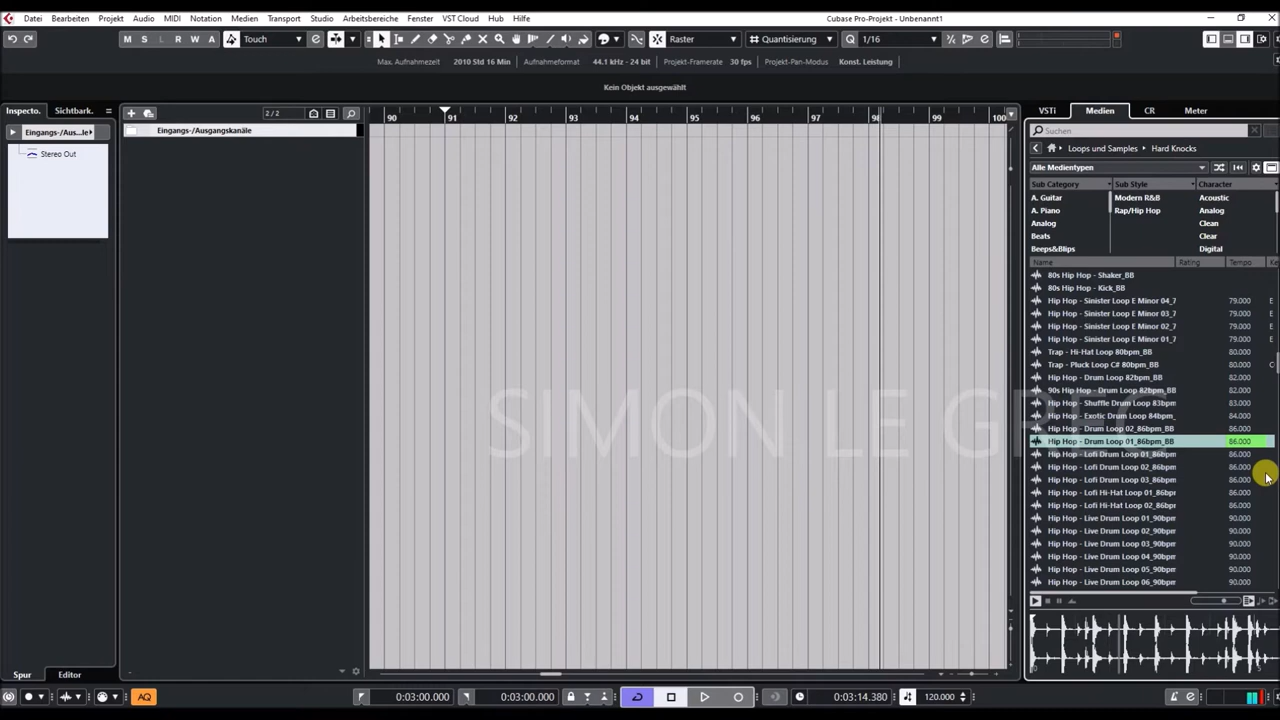 Datei Bearbeiten Projekt Audio MIDI Notation Medien Transport Studio Arbeitsbereiche Fenster VST Cloud Hub Hilfe Cubase Pro-Projekt - Unbenannt1
M S L R W A Touch Raster Quantisierung Q 1/16
Max. Aufnahmezeit 2010 Std 16 Min Aufnahmeformat 44.1 kHz - 24 bit Projekt-Framerate 30 fps Projekt-Pan-Modus Konst. Leistung
Kein Objekt ausgewählt
Inspecto. Sichtbark. 2 / 2 90 91 92 93 94 95 96 97 98 99 100 VSTi Medien CR Meter
Eingangs-/Aus...le Eingangs-/Ausgangskanäle Suchen
Stereo Out Loops und Samples Hard Knocks
Alle Medientypen
Sub Category Sub Style Character
A. Guitar Modern R&B Acoustic
A. Piano Rap/Hip Hop Analog
Analog Clean
Beats Clear
Beeps&Blips Digital
Name Rating Tempo Ke
80s Hip Hop - Shaker_BB
80s Hip Hop - Kick_BB
Hip Hop - Sinister Loop E Minor 04_7 79.000 E
Hip Hop - Sinister Loop E Minor 03_7 79.000 E
Hip Hop - Sinister Loop E Minor 02_7 79.000 E
Hip Hop - Sinister Loop E Minor 01_7 79.000 E
Trap - Hi-Hat Loop 80bpm_BB 80.000
Trap - Pluck Loop C# 80bpm_BB 80.000 C
Hip Hop - Drum Loop 82bpm_BB 82.000
90s Hip Hop - Drum Loop 82bpm_BB 82.000
Hip Hop - Shuffle Drum Loop 83bpm 83.000
Hip Hop - Exotic Drum Loop 84bpm_ 84.000
Hip Hop - Drum Loop 02_86bpm_BB 86.000
SIMON LE GREC
Hip Hop - Drum Loop 01_86bpm_BB 86.000
Hip Hop - Lofi Drum Loop 01_86bpm 86.000
Hip Hop - Lofi Drum Loop 02_86bpm 86.000
Hip Hop - Lofi Drum Loop 03_86bpm 86.000
Hip Hop - Lofi Hi-Hat Loop 01_86bp 86.000
Hip Hop - Lofi Hi-Hat Loop 02_86bp 86.000
Hip Hop - Live Drum Loop 01_90bpm 90.000
Hip Hop - Live Drum Loop 02_90bpm 90.000
Hip Hop - Live Drum Loop 03_90bpm 90.000
Hip Hop - Live Drum Loop 04_90bpm 90.000
Hip Hop - Live Drum Loop 05_90bpm 90.000
Hip Hop - Live Drum Loop 06_90bpm 90.000
Spur Editor
AQ 0:03:00.000 0:03:00.000 0:03:14.380 120.000